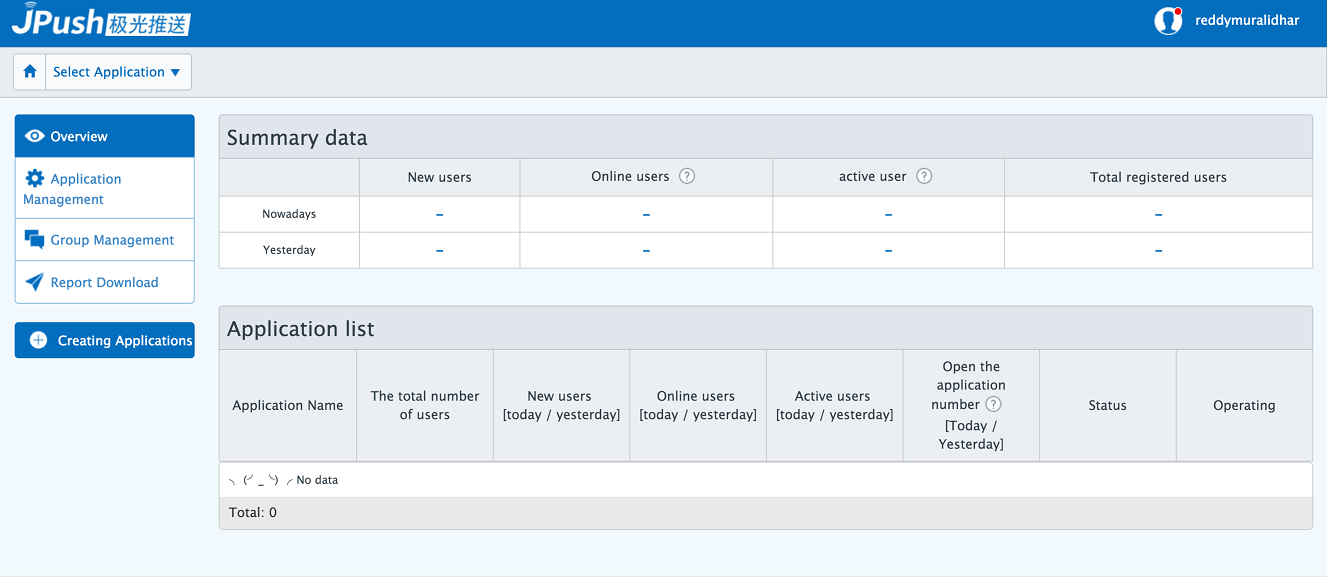 JPush极光推送
reddymuralidhar
Select Application ▼
Overview
Application
Management
Group Management
Report Download
Creating Applications
Summary data
New users
Online users ?
active user ?
Total registered users
Nowadays – – – –
Yesterday – – – –
Application list
Application Name
The total number
of users
New users
[today / yesterday]
Online users
[today / yesterday]
Active users
[today / yesterday]
Open the
application
number ?
[Today /
Yesterday]
Status
Operating
╮(╯_╰)╭ No data
Total: 0